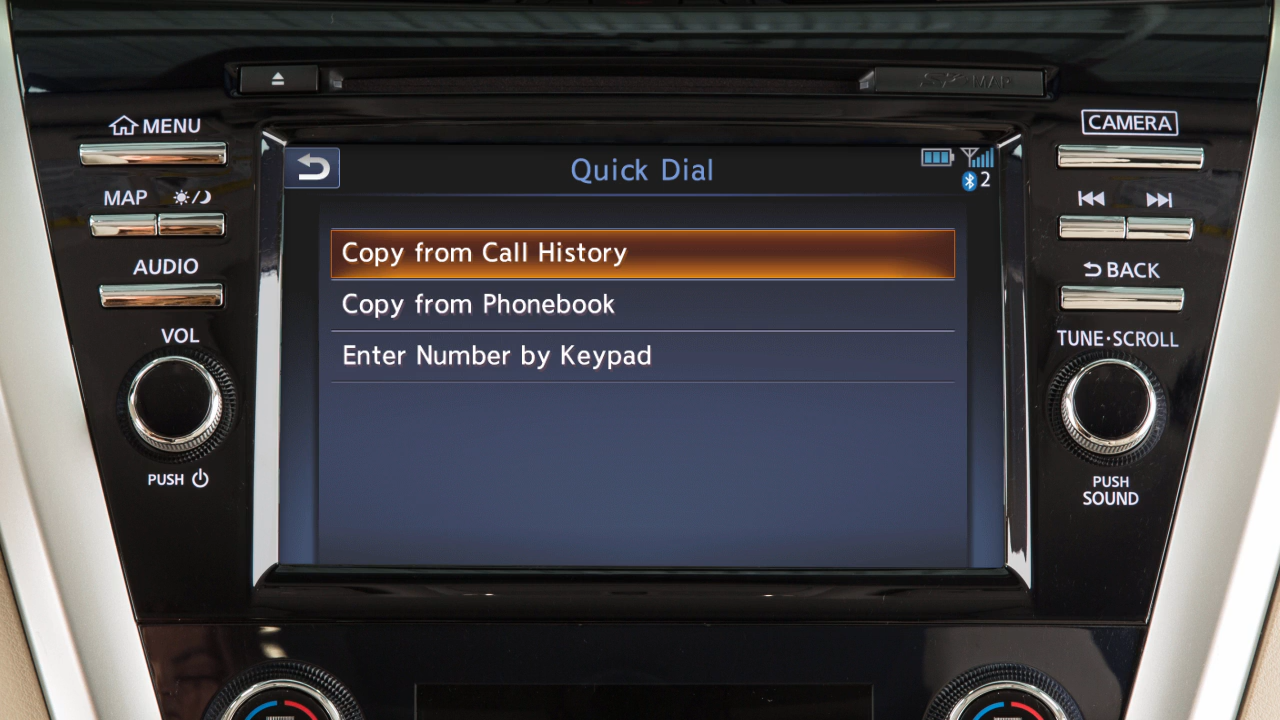 MENU
MAP
AUDIO
VOL
PUSH
Quick Dial
2
Copy from Call History
Copy from Phonebook
Enter Number by Keypad
MAP
CAMERA
BACK
TUNE·SCROLL
PUSH
SOUND